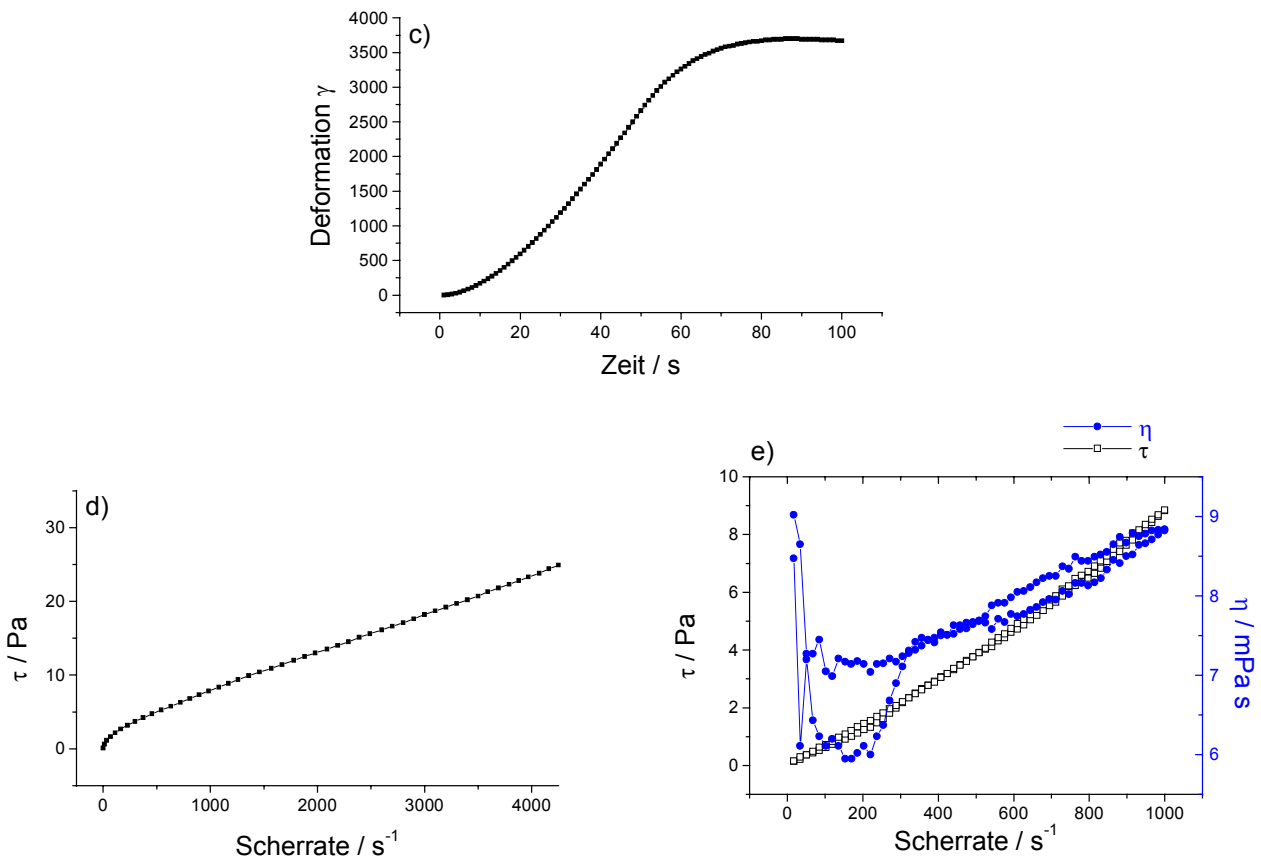 c)
4000
3500
3000
2500
2000
1500
1000
500
0
Deformation γ
0 20 40 60 80 100
Zeit / s
d)
30
20
10
0
τ / Pa
0 1000 2000 3000 4000
Scherrate / s⁻¹
η
τ
e)
10
8
6
4
2
0
τ / Pa
9
8
7
6
η / mPa s
0 200 400 600 800 1000
Scherrate / s⁻¹